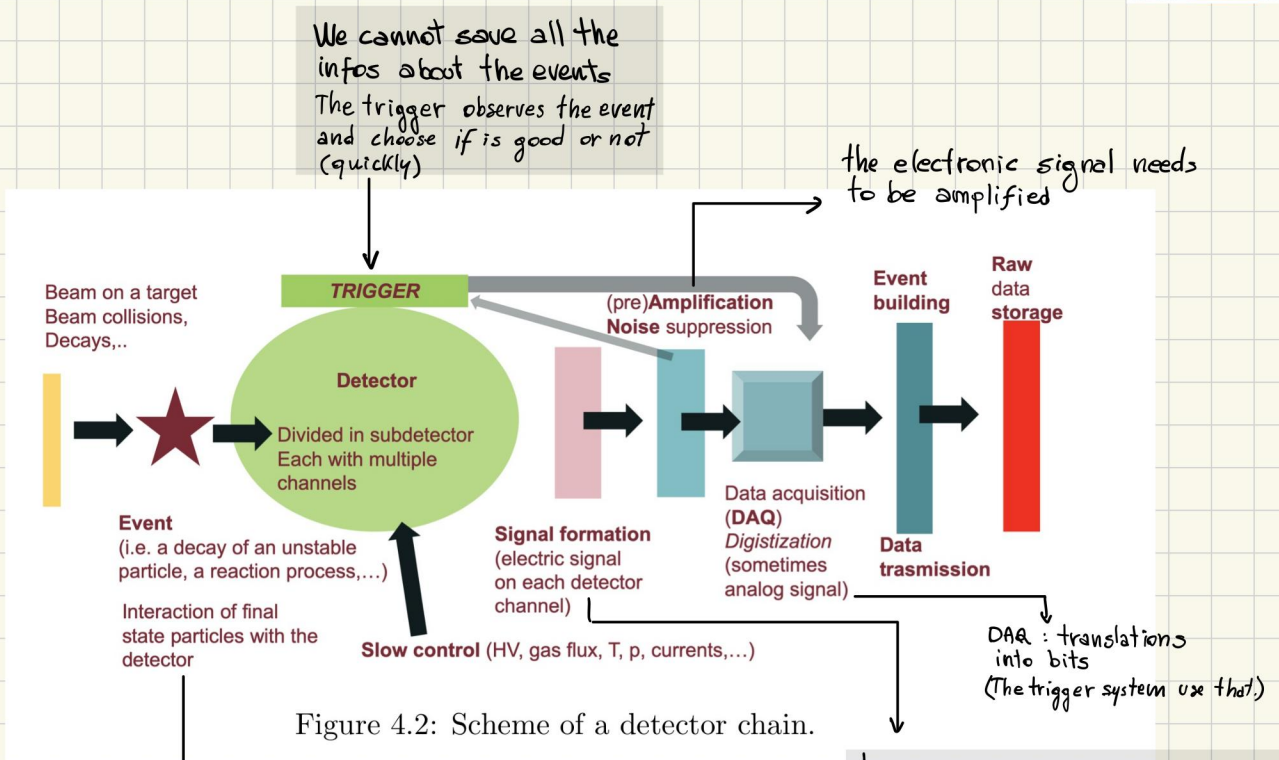 We cannot save all the
infos about the events
The trigger observes the event
and choose if is good or not
(quickly)
the electronic signal needs
to be amplified
Beam on a target
Beam collisions,
Decays,..
TRIGGER
(pre)Amplification
Noise suppression
Event
building
Raw
data
storage
Detector
Divided in subdetector
Each with multiple
channels
Event
(i.e. a decay of an unstable
particle, a reaction process,...)
Interaction of final
state particles with the
detector
Signal formation
(electric signal
on each detector
channel)
Data acquisition
(DAQ)
Digistization
(sometimes
analog signal)
Data
trasmission
Slow control (HV, gas flux, T, p, currents,...)
DAQ : translations
into bits
(The trigger system use that.)
Figure 4.2: Scheme of a detector chain.